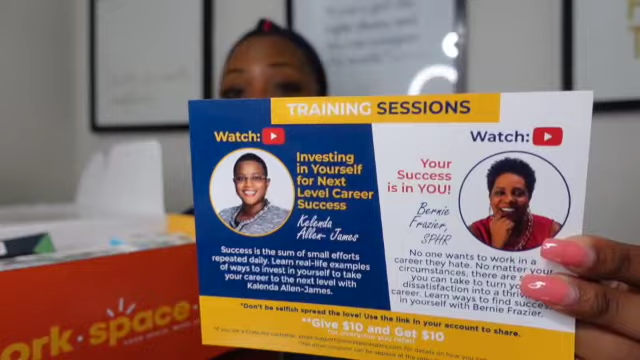 TRAINING SESSIONS
Watch:
Investing
in Yourself
for Next
Level Career
Success
Kelenda
Allen- James
Success is the sum of small efforts
repeated daily. Learn real-life examples
of ways to invest in yourself to take
your career to the next level with
Kalenda Allen-James.
Watch:
Your
Success
is in YOU!
Bernie
Frazier,
SPHR
No one wants to work in a
career they hate. No matter your
circumstances, there are
you can take to turn
dissatisfaction into a
career. Learn ways to find success
in yourself with Bernie Frazier.
*Don't be selfish spread the love! Use the link in your account to share.
**Give $10 and Get $10
ork·space